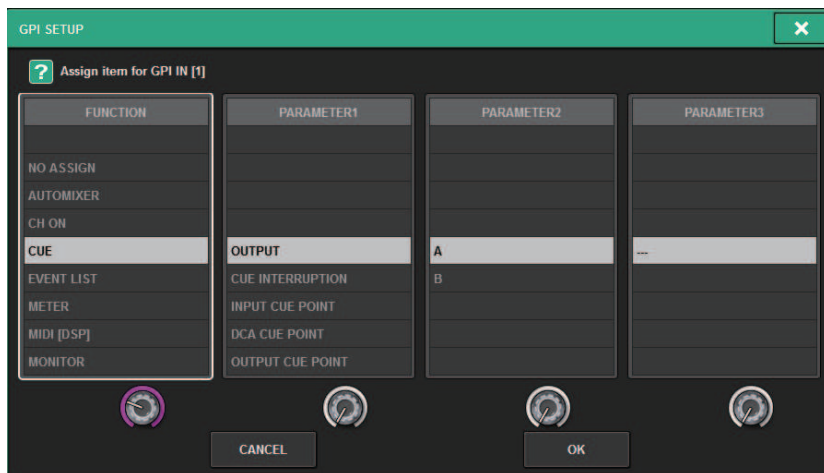 GPI SETUP
?
Assign item for GPI IN [1]
FUNCTION PARAMETER1 PARAMETER2 PARAMETER3
NO ASSIGN
AUTOMIXER
CH ON
CUE OUTPUT A ---
EVENT LIST CUE INTERRUPTION B
METER INPUT CUE POINT
MIDI [DSP] DCA CUE POINT
MONITOR OUTPUT CUE POINT
CANCEL OK